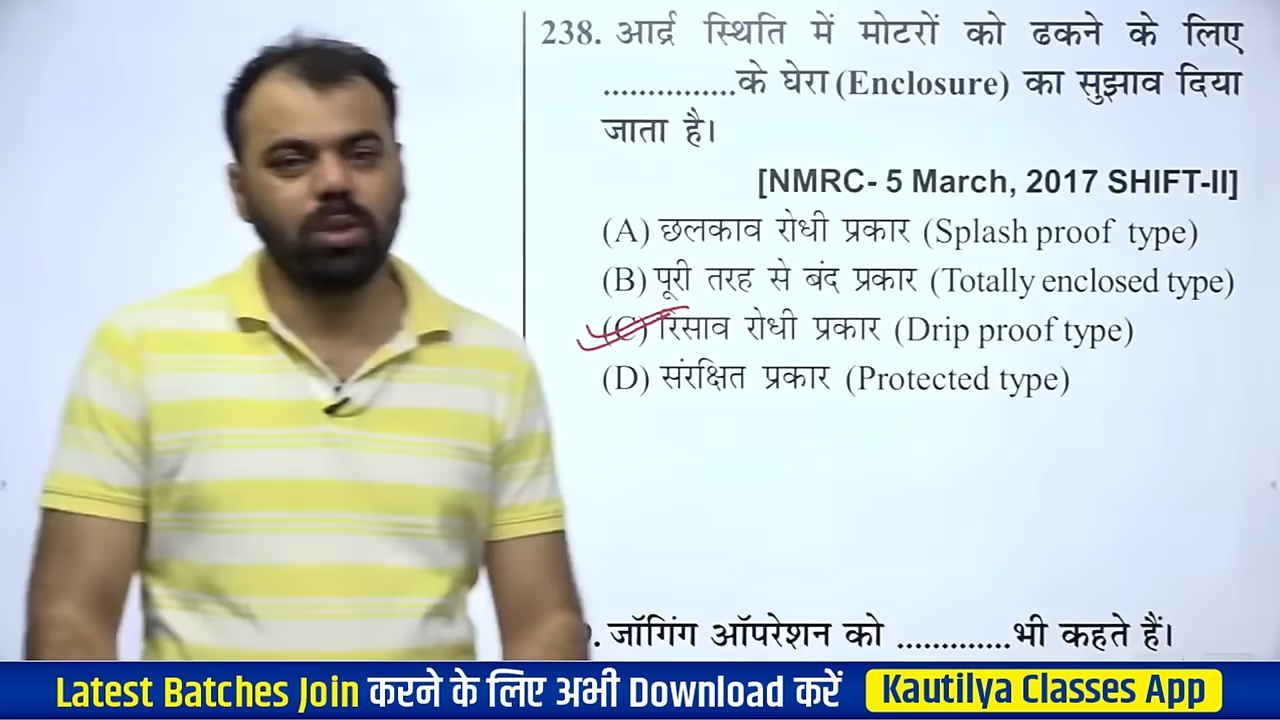 238. आर्द्र स्थिति में मोटरों को ढकने के लिए
...............के घेरा (Enclosure) का सुझाव दिया
जाता है।
[NMRC- 5 March, 2017 SHIFT-II]
(A) छलकाव रोधी प्रकार (Splash proof type)
(B) पूरी तरह से बंद प्रकार (Totally enclosed type)
(C) रिसाव रोधी प्रकार (Drip proof type)
(D) संरक्षित प्रकार (Protected type)
. जॉगिंग ऑपरेशन को .............भी कहते हैं।
Latest Batches Join करने के लिए अभी Download करें Kautilya Classes App